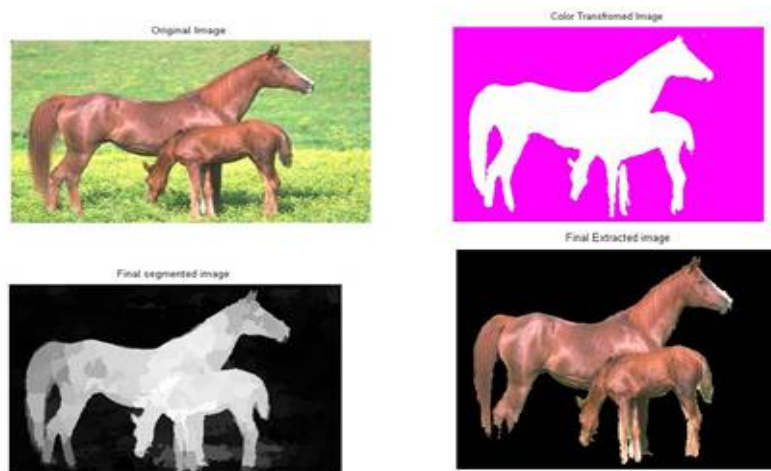 Original Image
Color Transfromed Image
Final segmented image
Final Extracted image